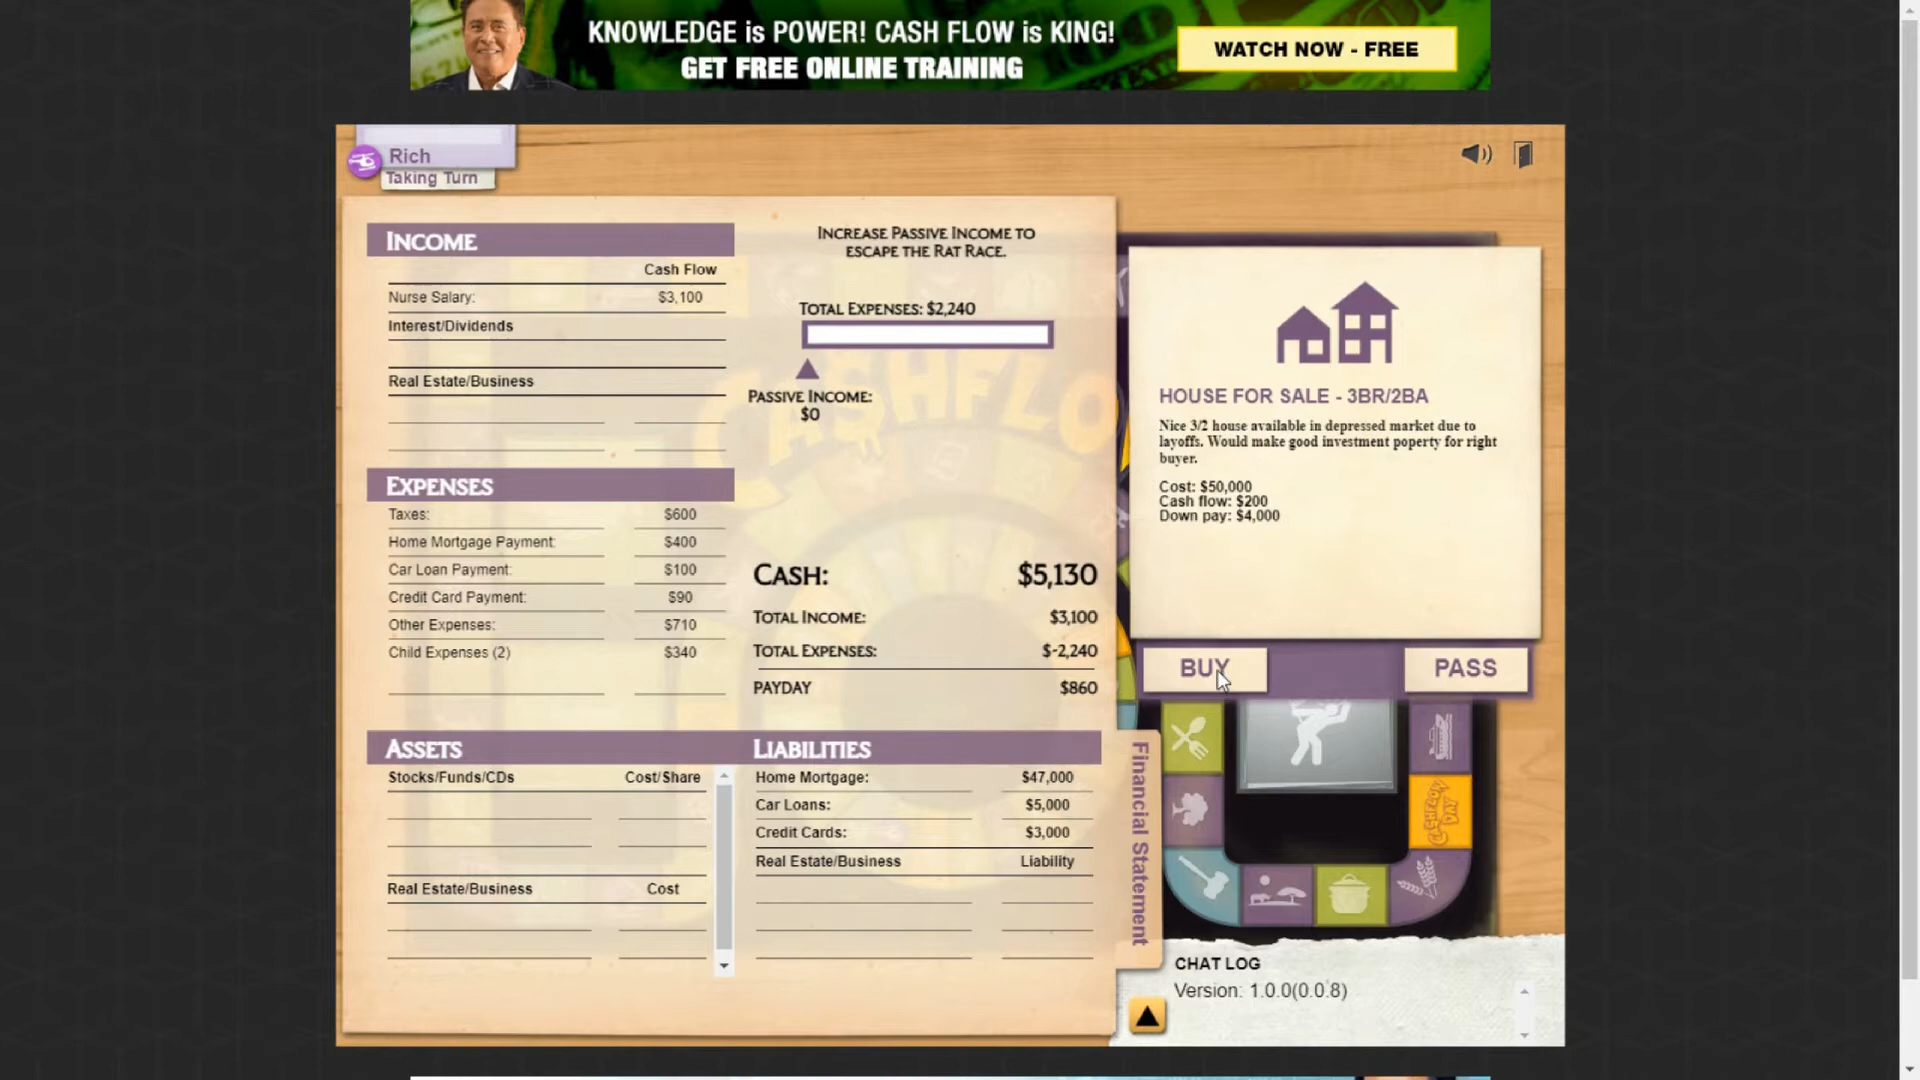 KNOWLEDGE is POWER! CASH FLOW is KING!
GET FREE ONLINE TRAINING
WATCH NOW - FREE
Rich
Taking Turn
INCOME
Cash Flow
Nurse Salary: $3,100
Interest/Dividends
Real Estate/Business
INCREASE PASSIVE INCOME TO
ESCAPE THE RAT RACE.
TOTAL EXPENSES: $2,240
PASSIVE INCOME:
$0
EXPENSES
Taxes: $600
Home Mortgage Payment: $400
Car Loan Payment: $100
Credit Card Payment: $90
Other Expenses: $710
Child Expenses (2) $340
CASH: $5,130
TOTAL INCOME: $3,100
TOTAL EXPENSES: $-2,240
PAYDAY $860
ASSETS
Stocks/Funds/CDs Cost/Share
Real Estate/Business Cost
LIABILITIES
Home Mortgage: $47,000
Car Loans: $5,000
Credit Cards: $3,000
Real Estate/Business Liability
Financial Statement
HOUSE FOR SALE - 3BR/2BA
Nice 3/2 house available in depressed market due to
layoffs. Would make good investment poperty for right
buyer.
Cost: $50,000
Cash flow: $200
Down pay: $4,000
BUY
PASS
CASHFLOW
DAY
CHAT LOG
Version: 1.0.0(0.0.8)
CASHFLO